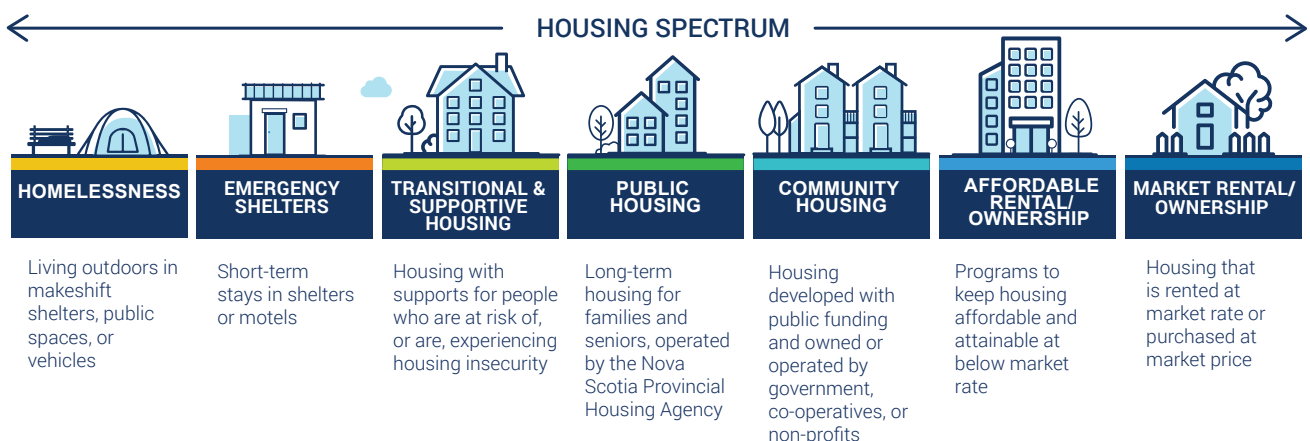 HOUSING SPECTRUM
HOMELESSNESS
Living outdoors in
makeshift
shelters, public
spaces, or
vehicles
EMERGENCY
SHELTERS
Short-term
stays in shelters
or motels
TRANSITIONAL &
SUPPORTIVE
HOUSING
Housing with
supports for people
who are at risk of,
or are, experiencing
housing insecurity
PUBLIC
HOUSING
Long-term
housing for
families and
seniors, operated
by the Nova
Scotia Provincial
Housing Agency
COMMUNITY
HOUSING
Housing
developed with
public funding
and owned or
operated by
government,
co-operatives, or
non-profits
AFFORDABLE
RENTAL/
OWNERSHIP
Programs to
keep housing
affordable and
attainable at
below market
rate
MARKET RENTAL/
OWNERSHIP
Housing that
is rented at
market rate or
purchased at
market price